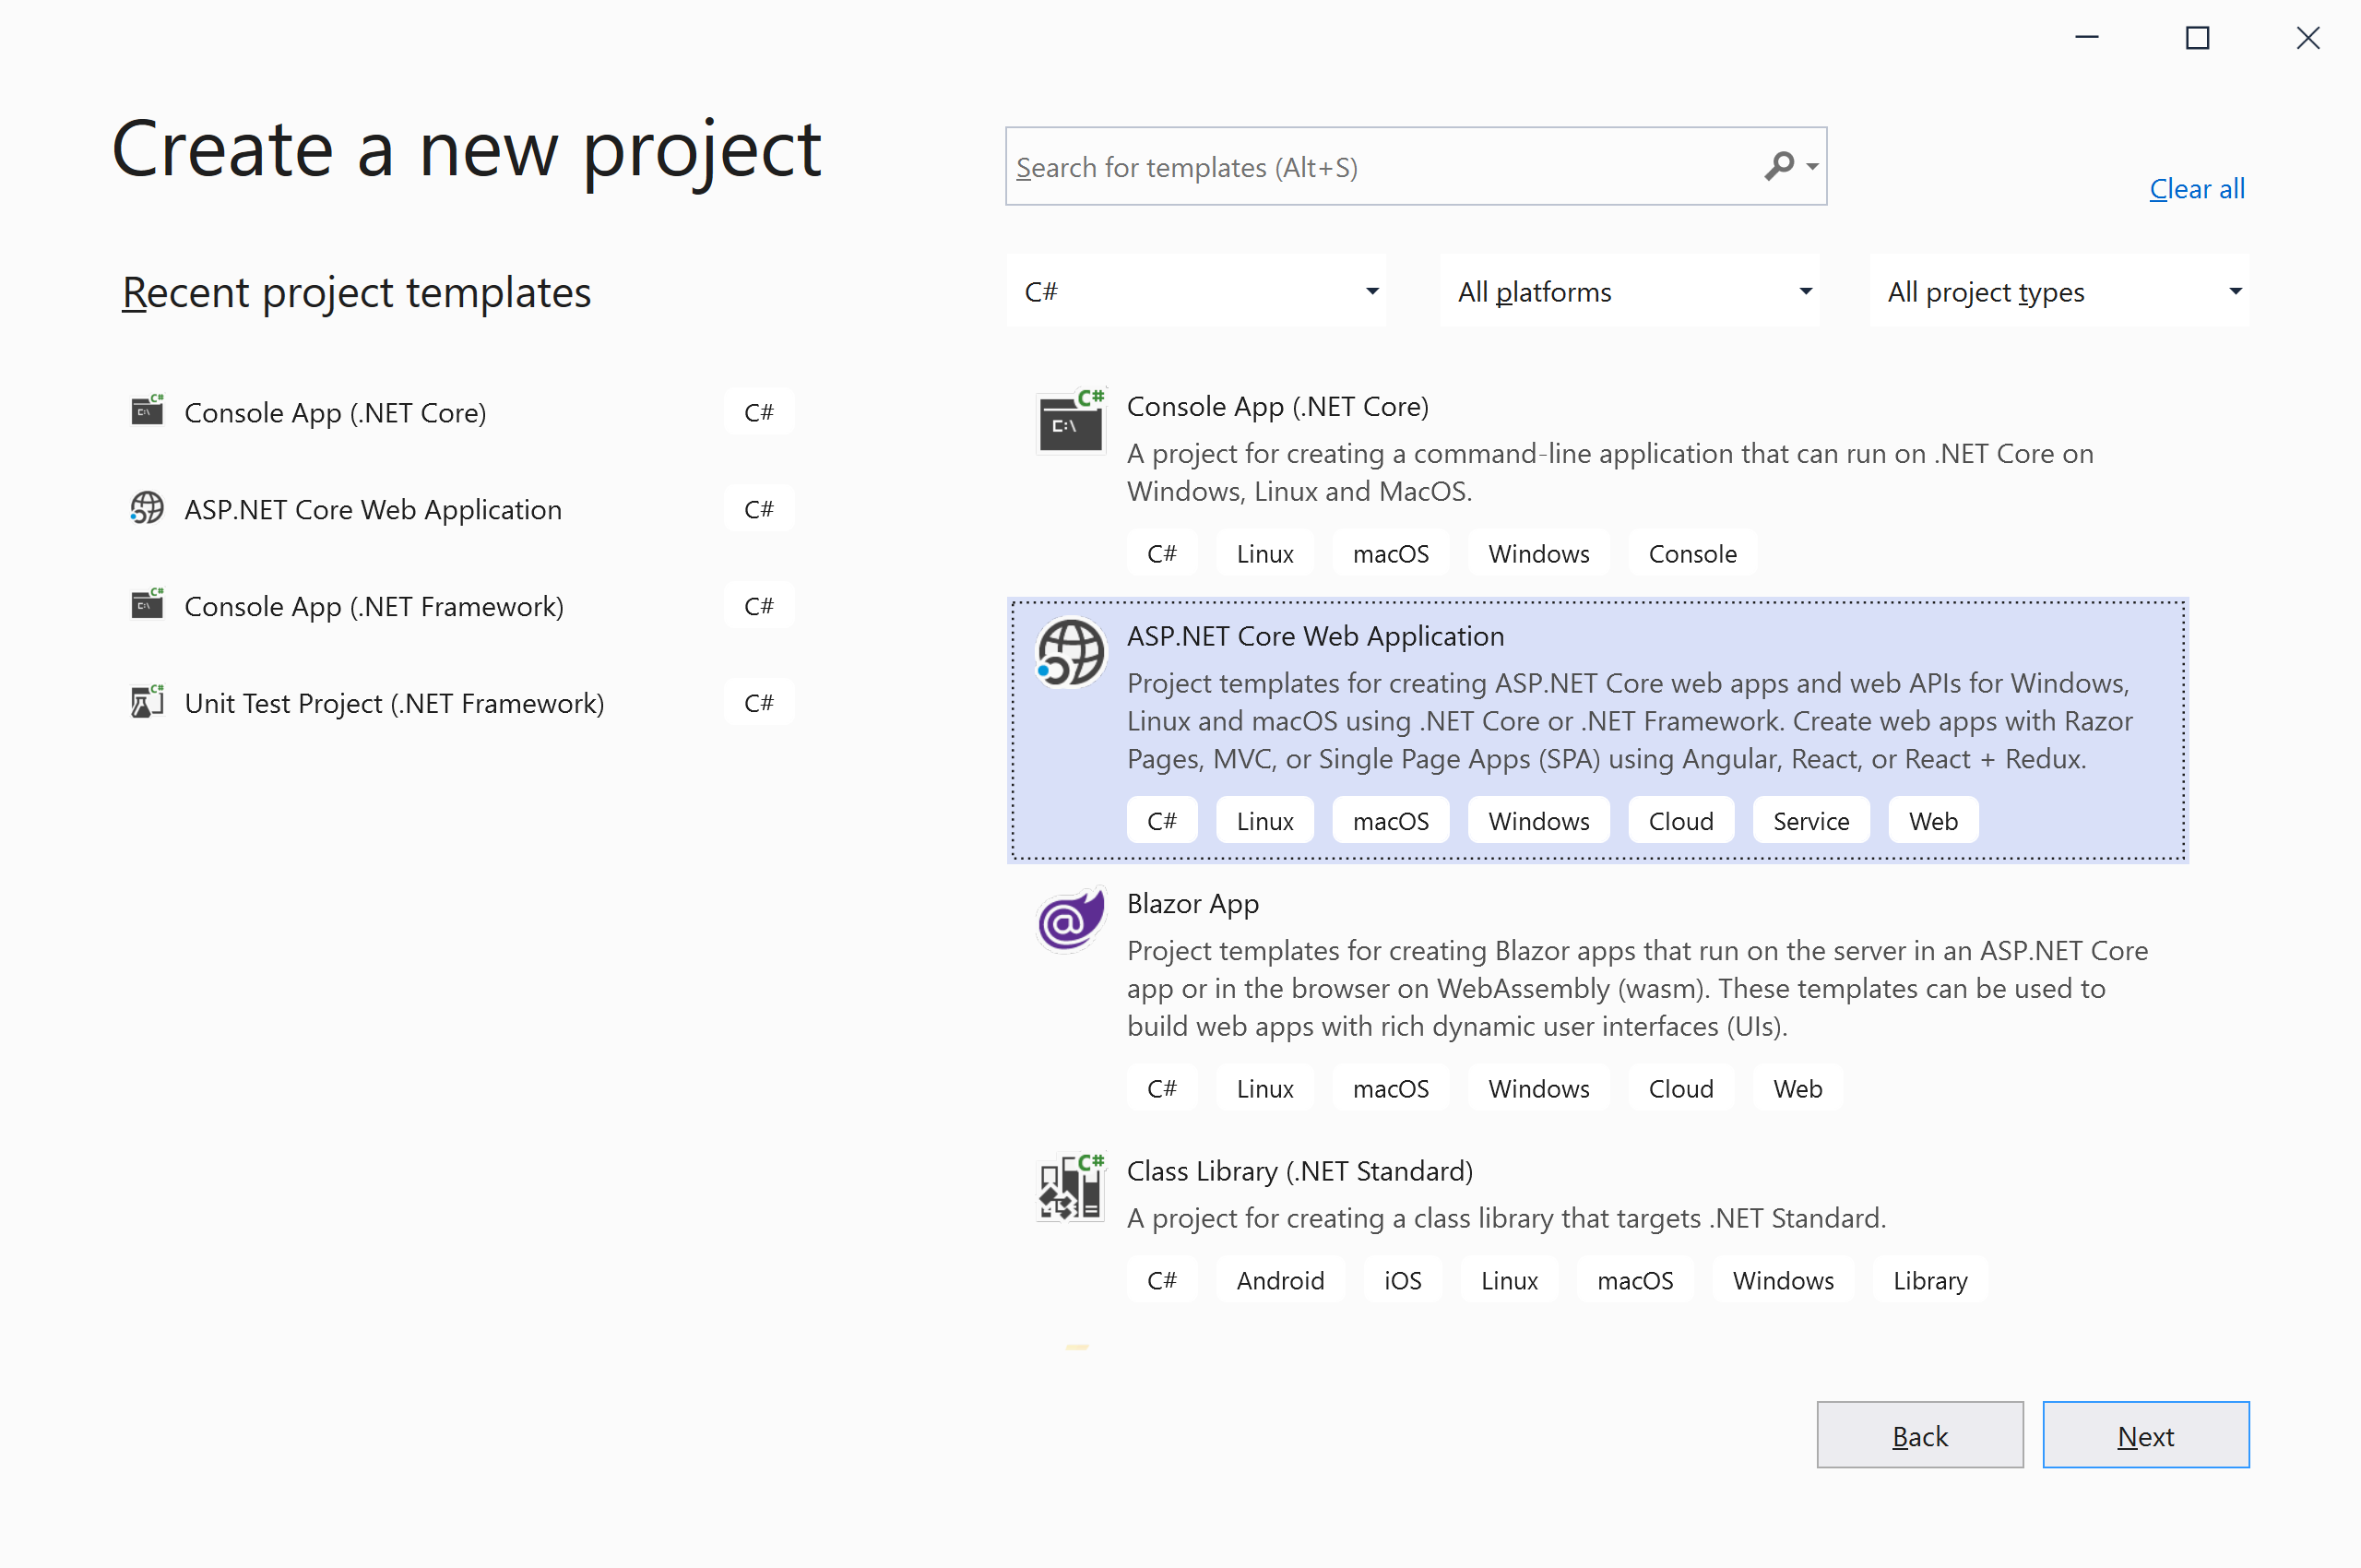 Create a new project
Search for templates (Alt+S)
Clear all
Recent project templates
C#
All platforms
All project types
Console App (.NET Core)
C#
ASP.NET Core Web Application
C#
Console App (.NET Framework)
C#
Unit Test Project (.NET Framework)
C#
C#
C:\
Console App (.NET Core)
A project for creating a command-line application that can run on .NET Core on
Windows, Linux and MacOS.
C# Linux macOS Windows Console
ASP.NET Core Web Application
Project templates for creating ASP.NET Core web apps and web APIs for Windows,
Linux and macOS using .NET Core or .NET Framework. Create web apps with Razor
Pages, MVC, or Single Page Apps (SPA) using Angular, React, or React + Redux.
C# Linux macOS Windows Cloud Service Web
@
Blazor App
Project templates for creating Blazor apps that run on the server in an ASP.NET Core
app or in the browser on WebAssembly (wasm). These templates can be used to
build web apps with rich dynamic user interfaces (UIs).
C# Linux macOS Windows Cloud Web
C#
Class Library (.NET Standard)
A project for creating a class library that targets .NET Standard.
C# Android iOS Linux macOS Windows Library
Back
Next